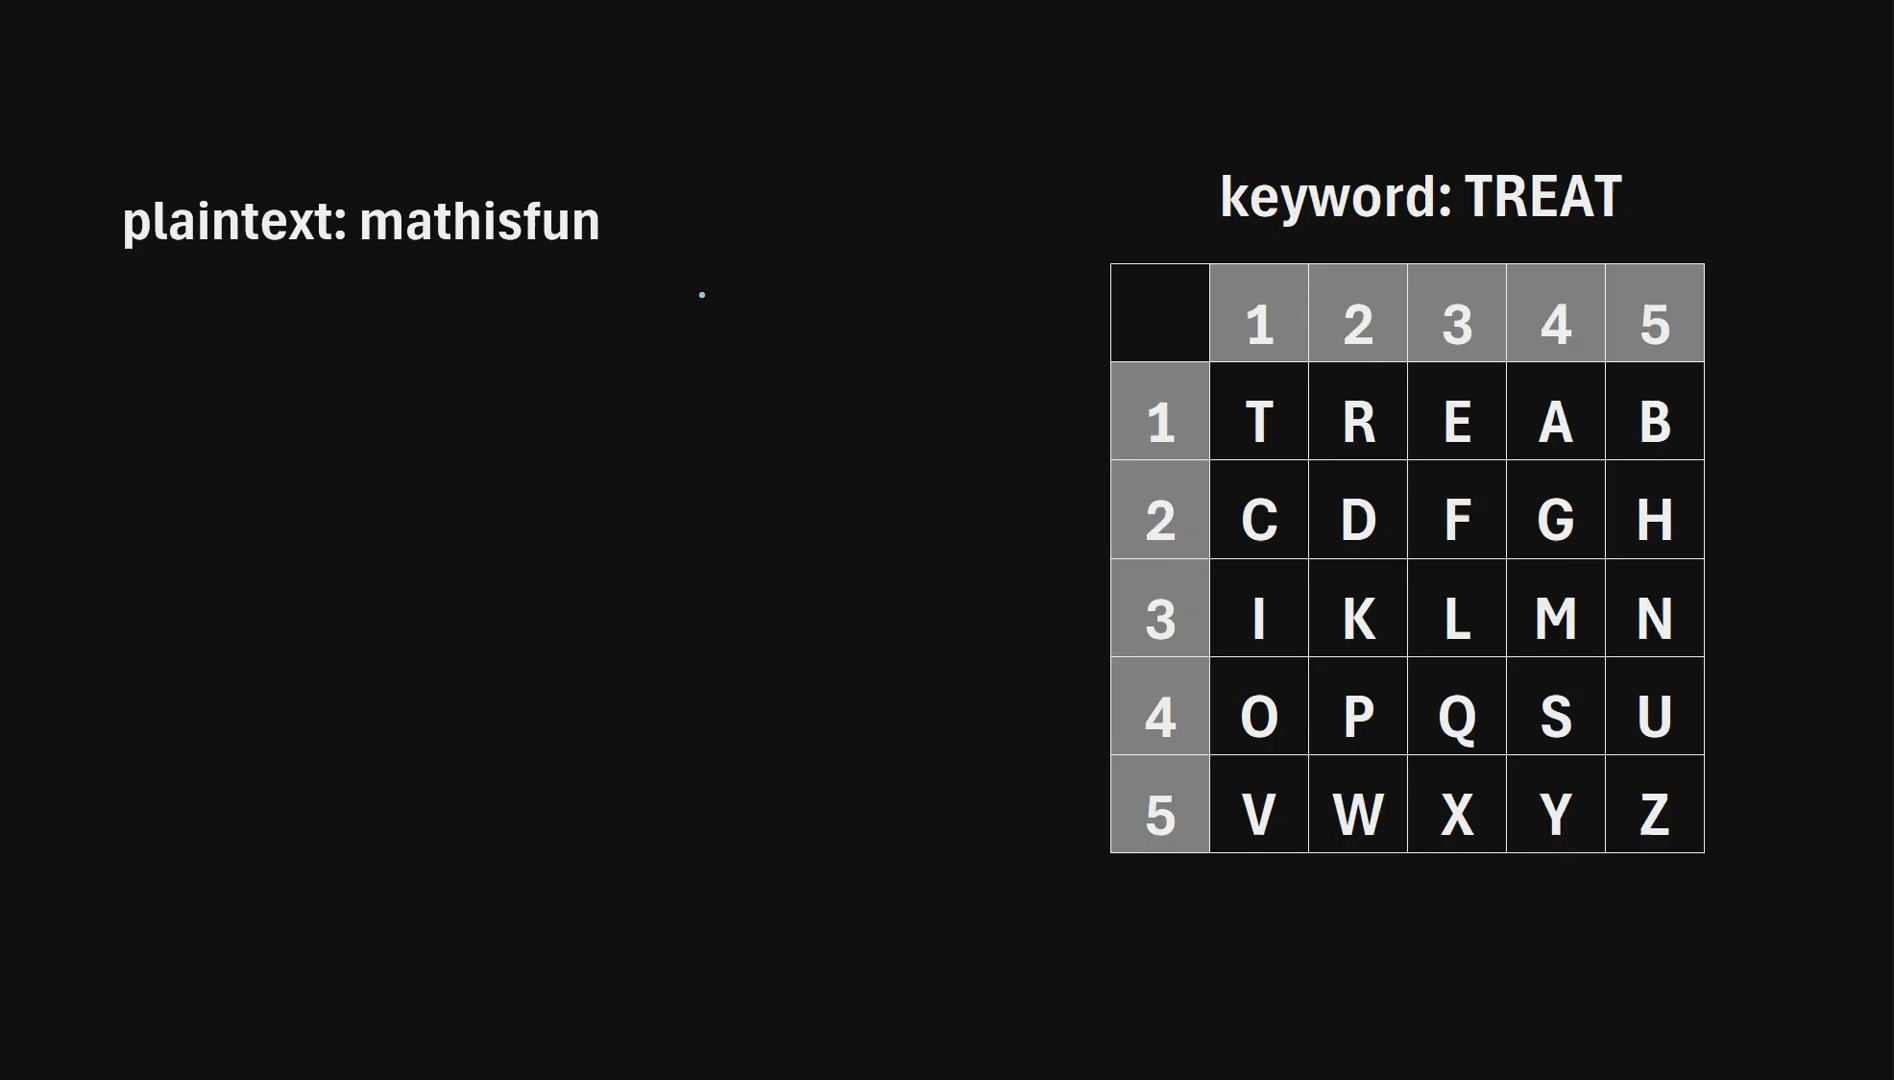 plaintext: mathisfun
keyword: TREAT
1 2 3 4 5
1 T R E A B
2 C D F G H
3 I K L M N
4 O P Q S U
5 V W X Y Z